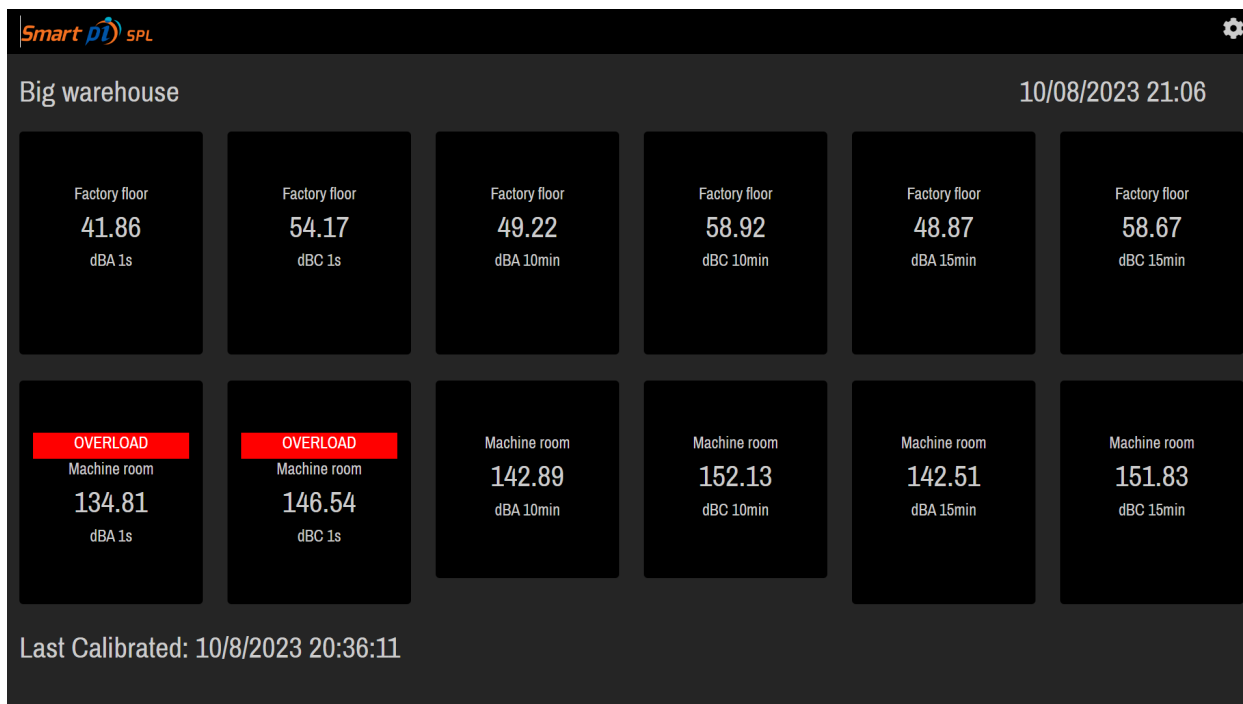 Smart pi SPL
Big warehouse
10/08/2023 21:06
Factory floor
41.86
dBA 1s
Factory floor
54.17
dBC 1s
Factory floor
49.22
dBA 10min
Factory floor
58.92
dBC 10min
Factory floor
48.87
dBA 15min
Factory floor
58.67
dBC 15min
OVERLOAD
Machine room
134.81
dBA 1s
OVERLOAD
Machine room
146.54
dBC 1s
Machine room
142.89
dBA 10min
Machine room
152.13
dBC 10min
Machine room
142.51
dBA 15min
Machine room
151.83
dBC 15min
Last Calibrated: 10/8/2023 20:36:11